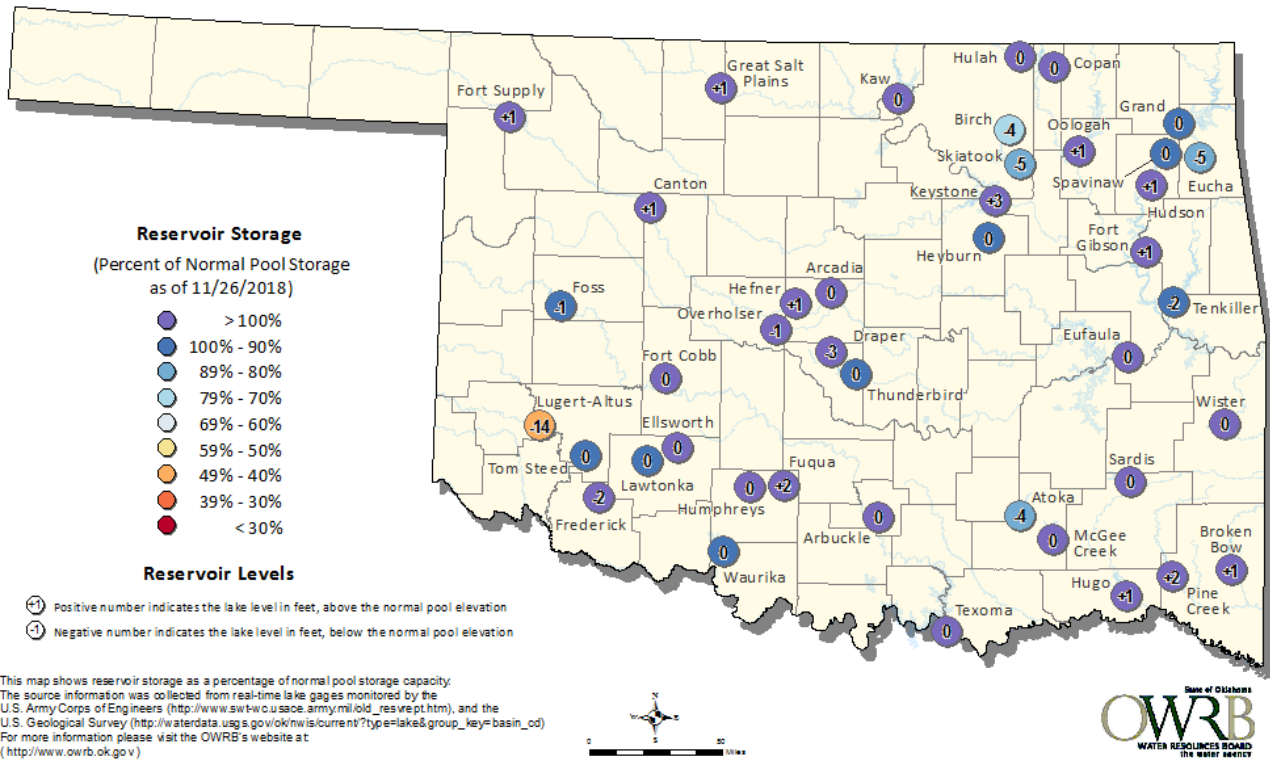 Hulah
0
0
Copan
Great Salt
Plains
+1
Kaw
0
Fort Supply
+1
Grand
0
Birch
-4
Oologah
+1
Skiatook
-5
0
-5
Spavinaw
Eucha
+1
Hudson
Canton
+1
Keystone
+3
Fort
Gibson
+1
Heyburn
0
Arcadia
0
Hefner
+1
Foss
-1
Overholser
-1
-2
Tenkiller
Draper
-3
Eufaula
0
Fort Cobb
0
0
Thunderbird
Lugert-Altus
-14
Wister
0
Ellsworth
0
Tom Steed
0
0
Lawtonka
Fuqua
+2
0
Humphreys
Sardis
0
-2
Frederick
Atoka
-4
Arbuckle
0
0
McGee
Creek
Broken
Bow
+1
0
Waurika
Hugo
+1
+2
Pine
Creek
Texoma
0
Reservoir Storage
(Percent of Normal Pool Storage
as of 11/26/2018)
> 100%
100% - 90%
89% - 80%
79% - 70%
69% - 60%
59% - 50%
49% - 40%
39% - 30%
< 30%
Reservoir Levels
+1 Positive number indicates the lake level in feet, above the normal pool elevation
-1 Negative number indicates the lake level in feet, below the normal pool elevation
This map shows reservoir storage as a percentage of normal pool storage capacity.
The source information was collected from real-time lake gages monitored by the
U.S. Army Corps of Engineers (http://www.swt-wc.usace.army.mil/old_resvrept.htm), and the
U.S. Geological Survey (http://waterdata.usgs.gov/ok/nwis/current/?type=lake&group_key=basin_cd)
For more information please visit the OWRB's website at:
( http://www.owrb.ok.gov )
N
W
E
S
0
50
Miles
State of Oklahoma
OWRB
WATER RESOURCES BOARD
the water agency